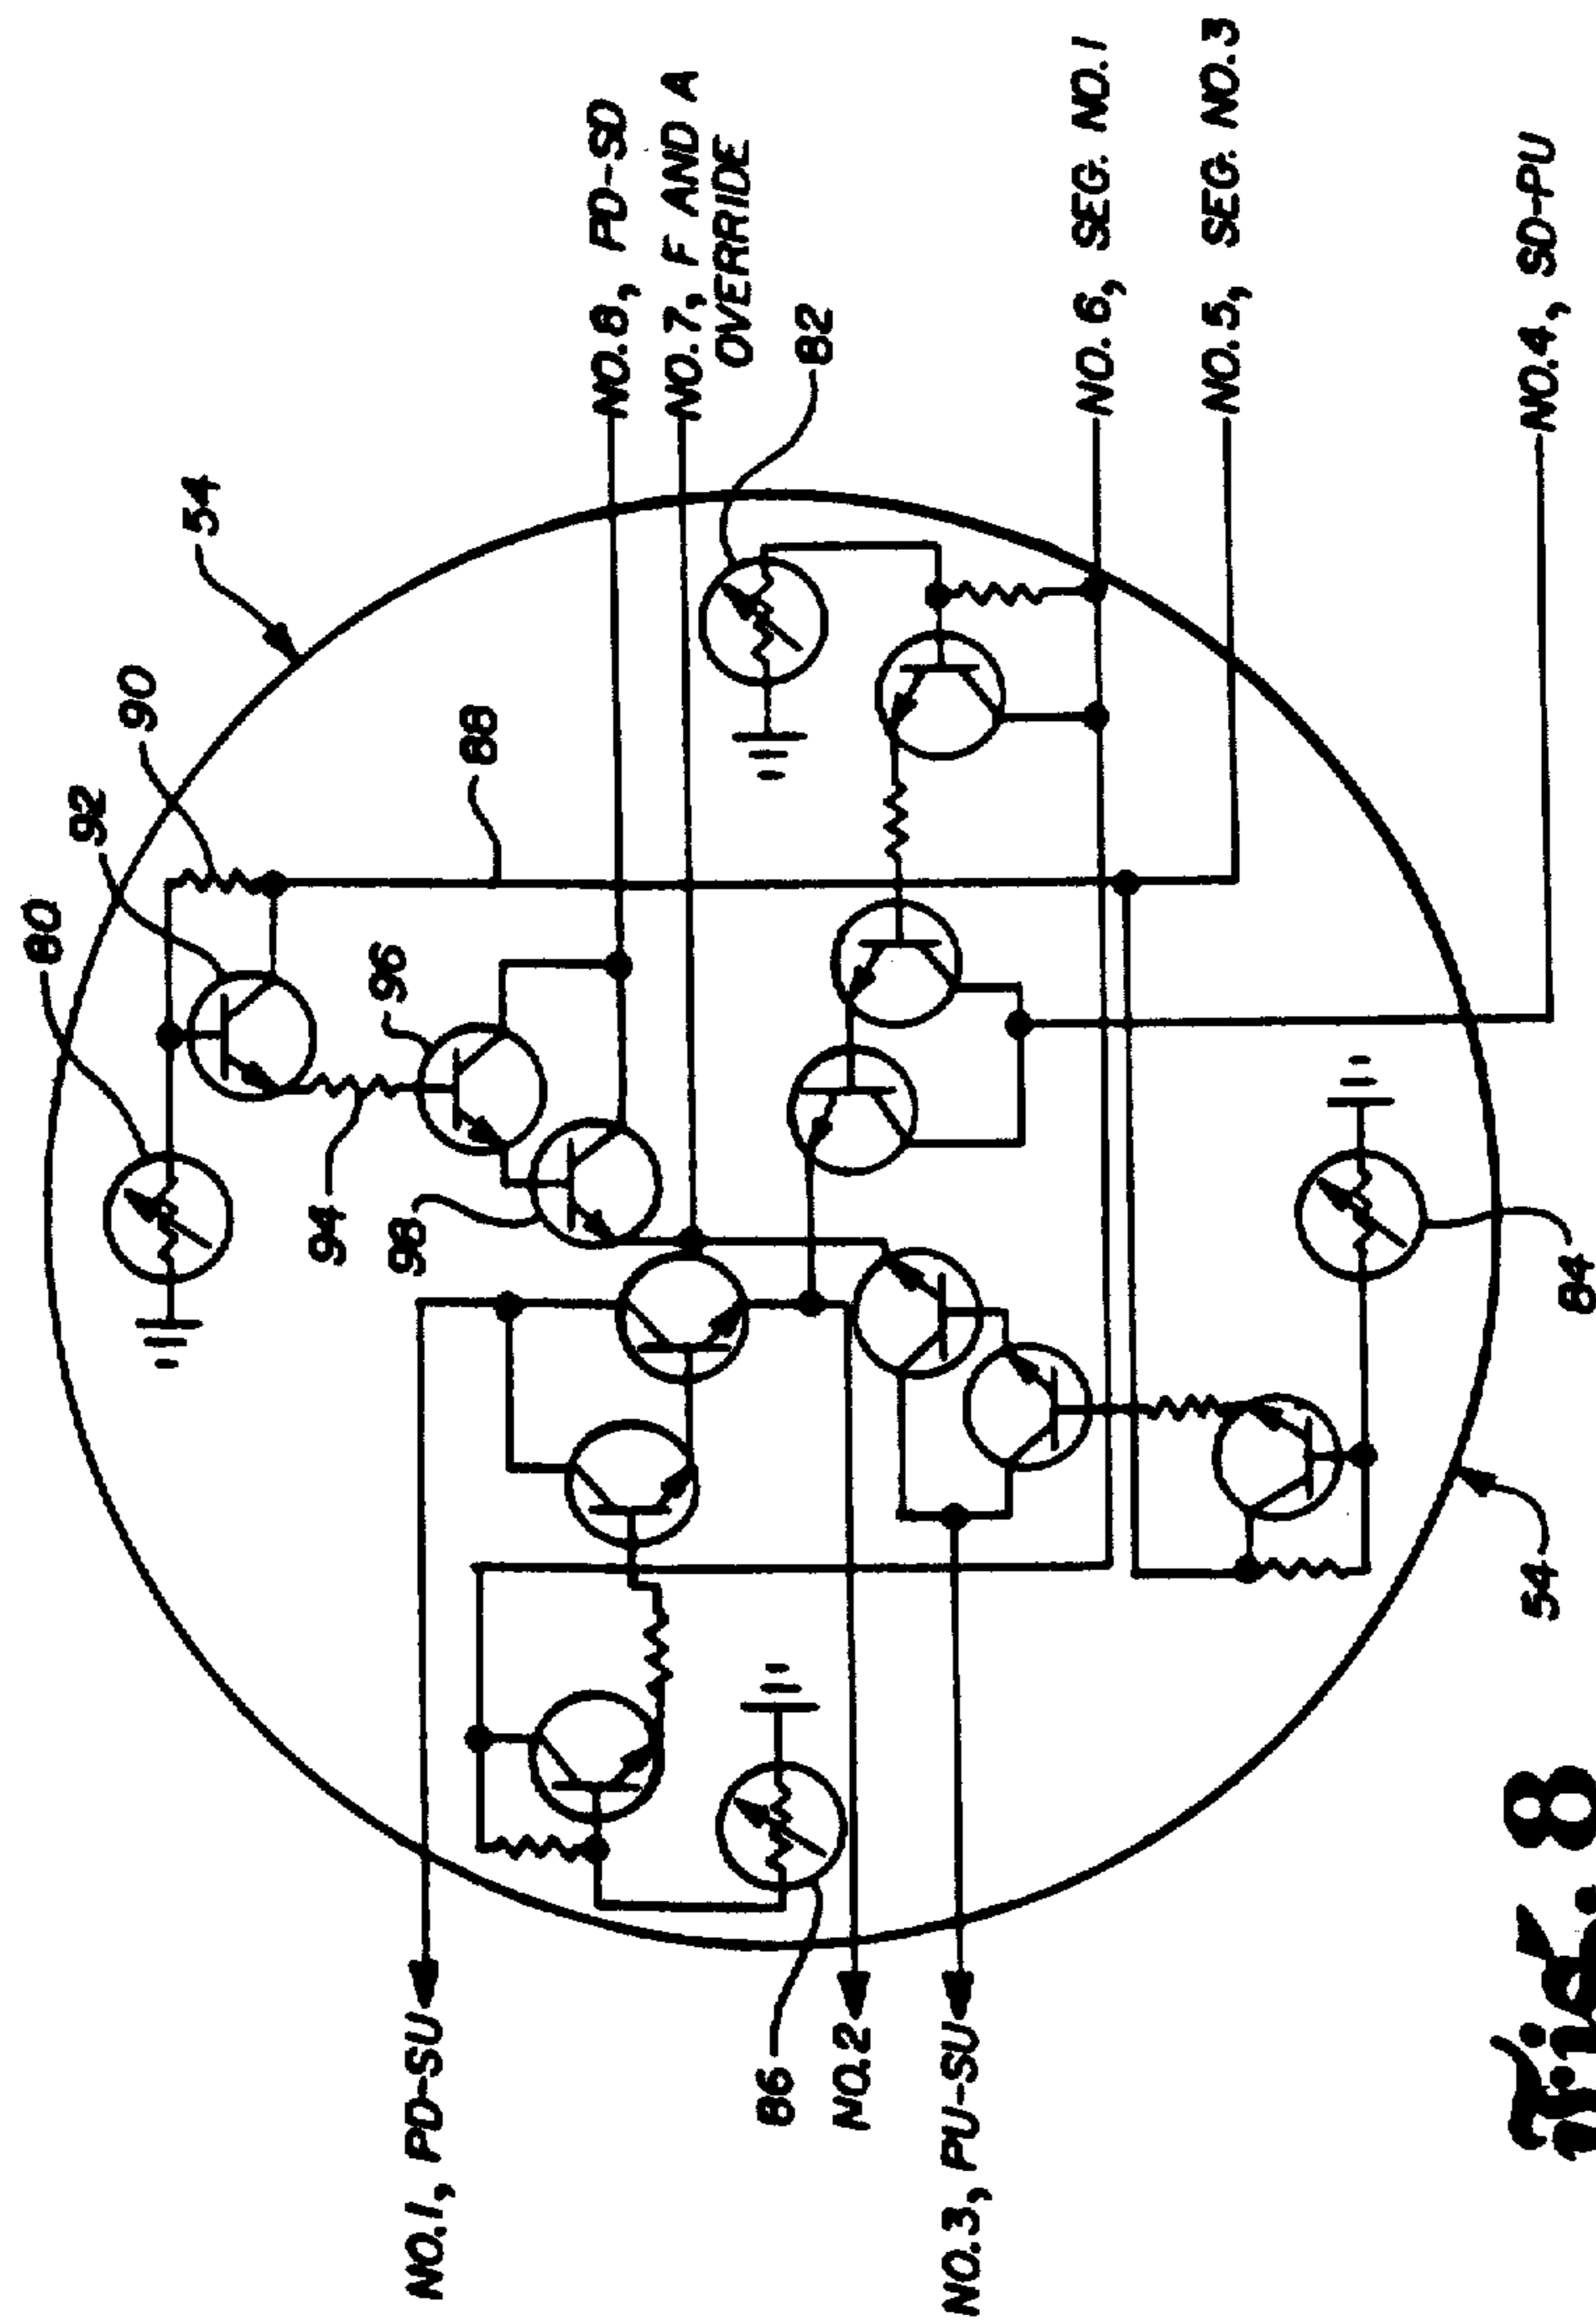 80
92
90
54
94
96
98
NO.1, PD-SU
88
NO.8, PD-SD
NO.7, F AND A
OVERRIDE
86
82
NO.2
NO.3, PU-SU
NO.6, SEG. NO.1
NO.5, SEG. NO.3
54
NO.4, SD-PU
84
Fig. 8